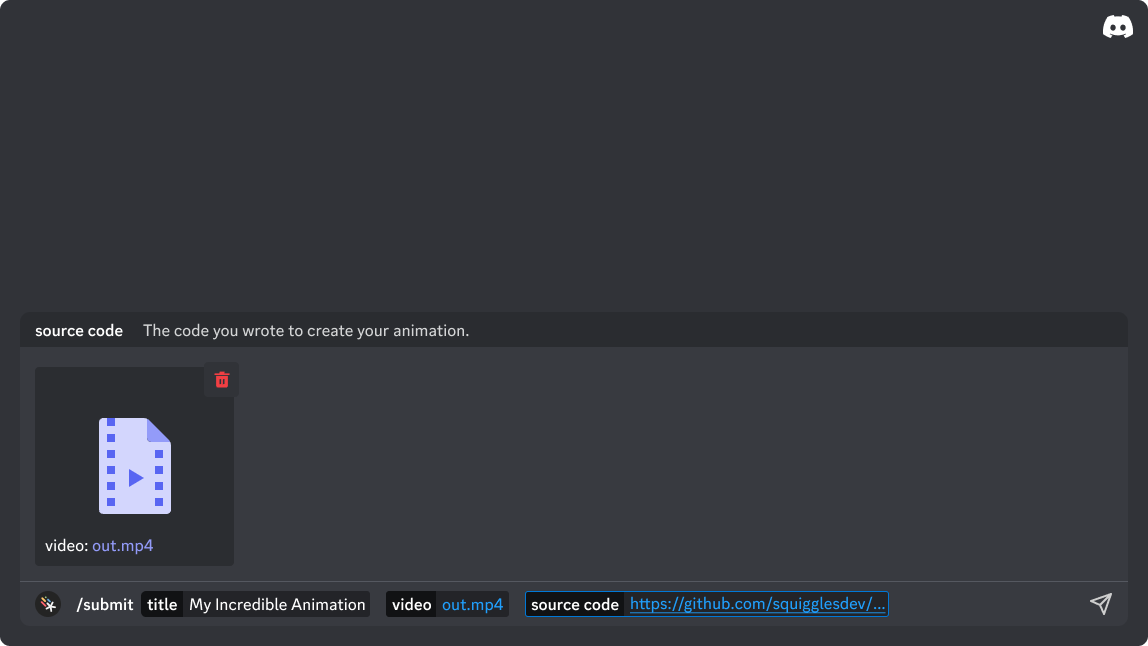 source code The code you wrote to create your animation.
video: out.mp4
/submit title My Incredible Animation video out.mp4 source code https://github.com/squigglesdev/...